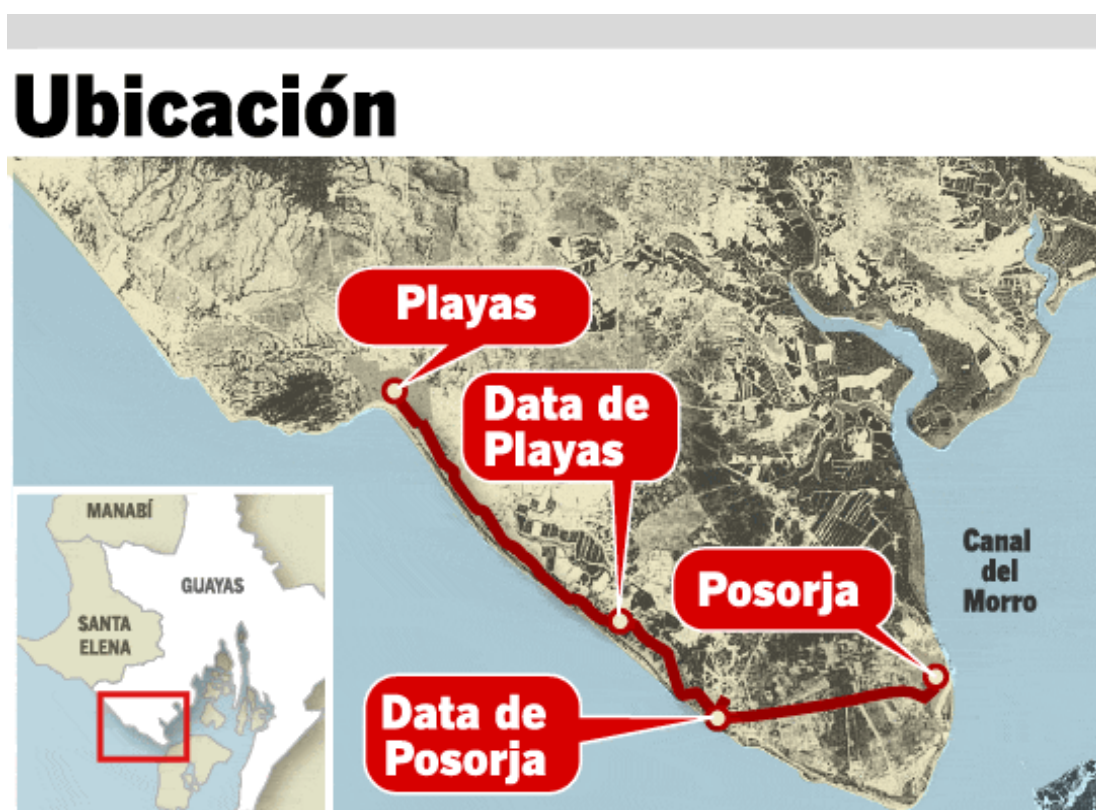 Ubicación
Playas
Data de
Playas
Posorja
Canal
del
Morro
Data de
Posorja
MANABÍ
GUAYAS
SANTA
ELENA